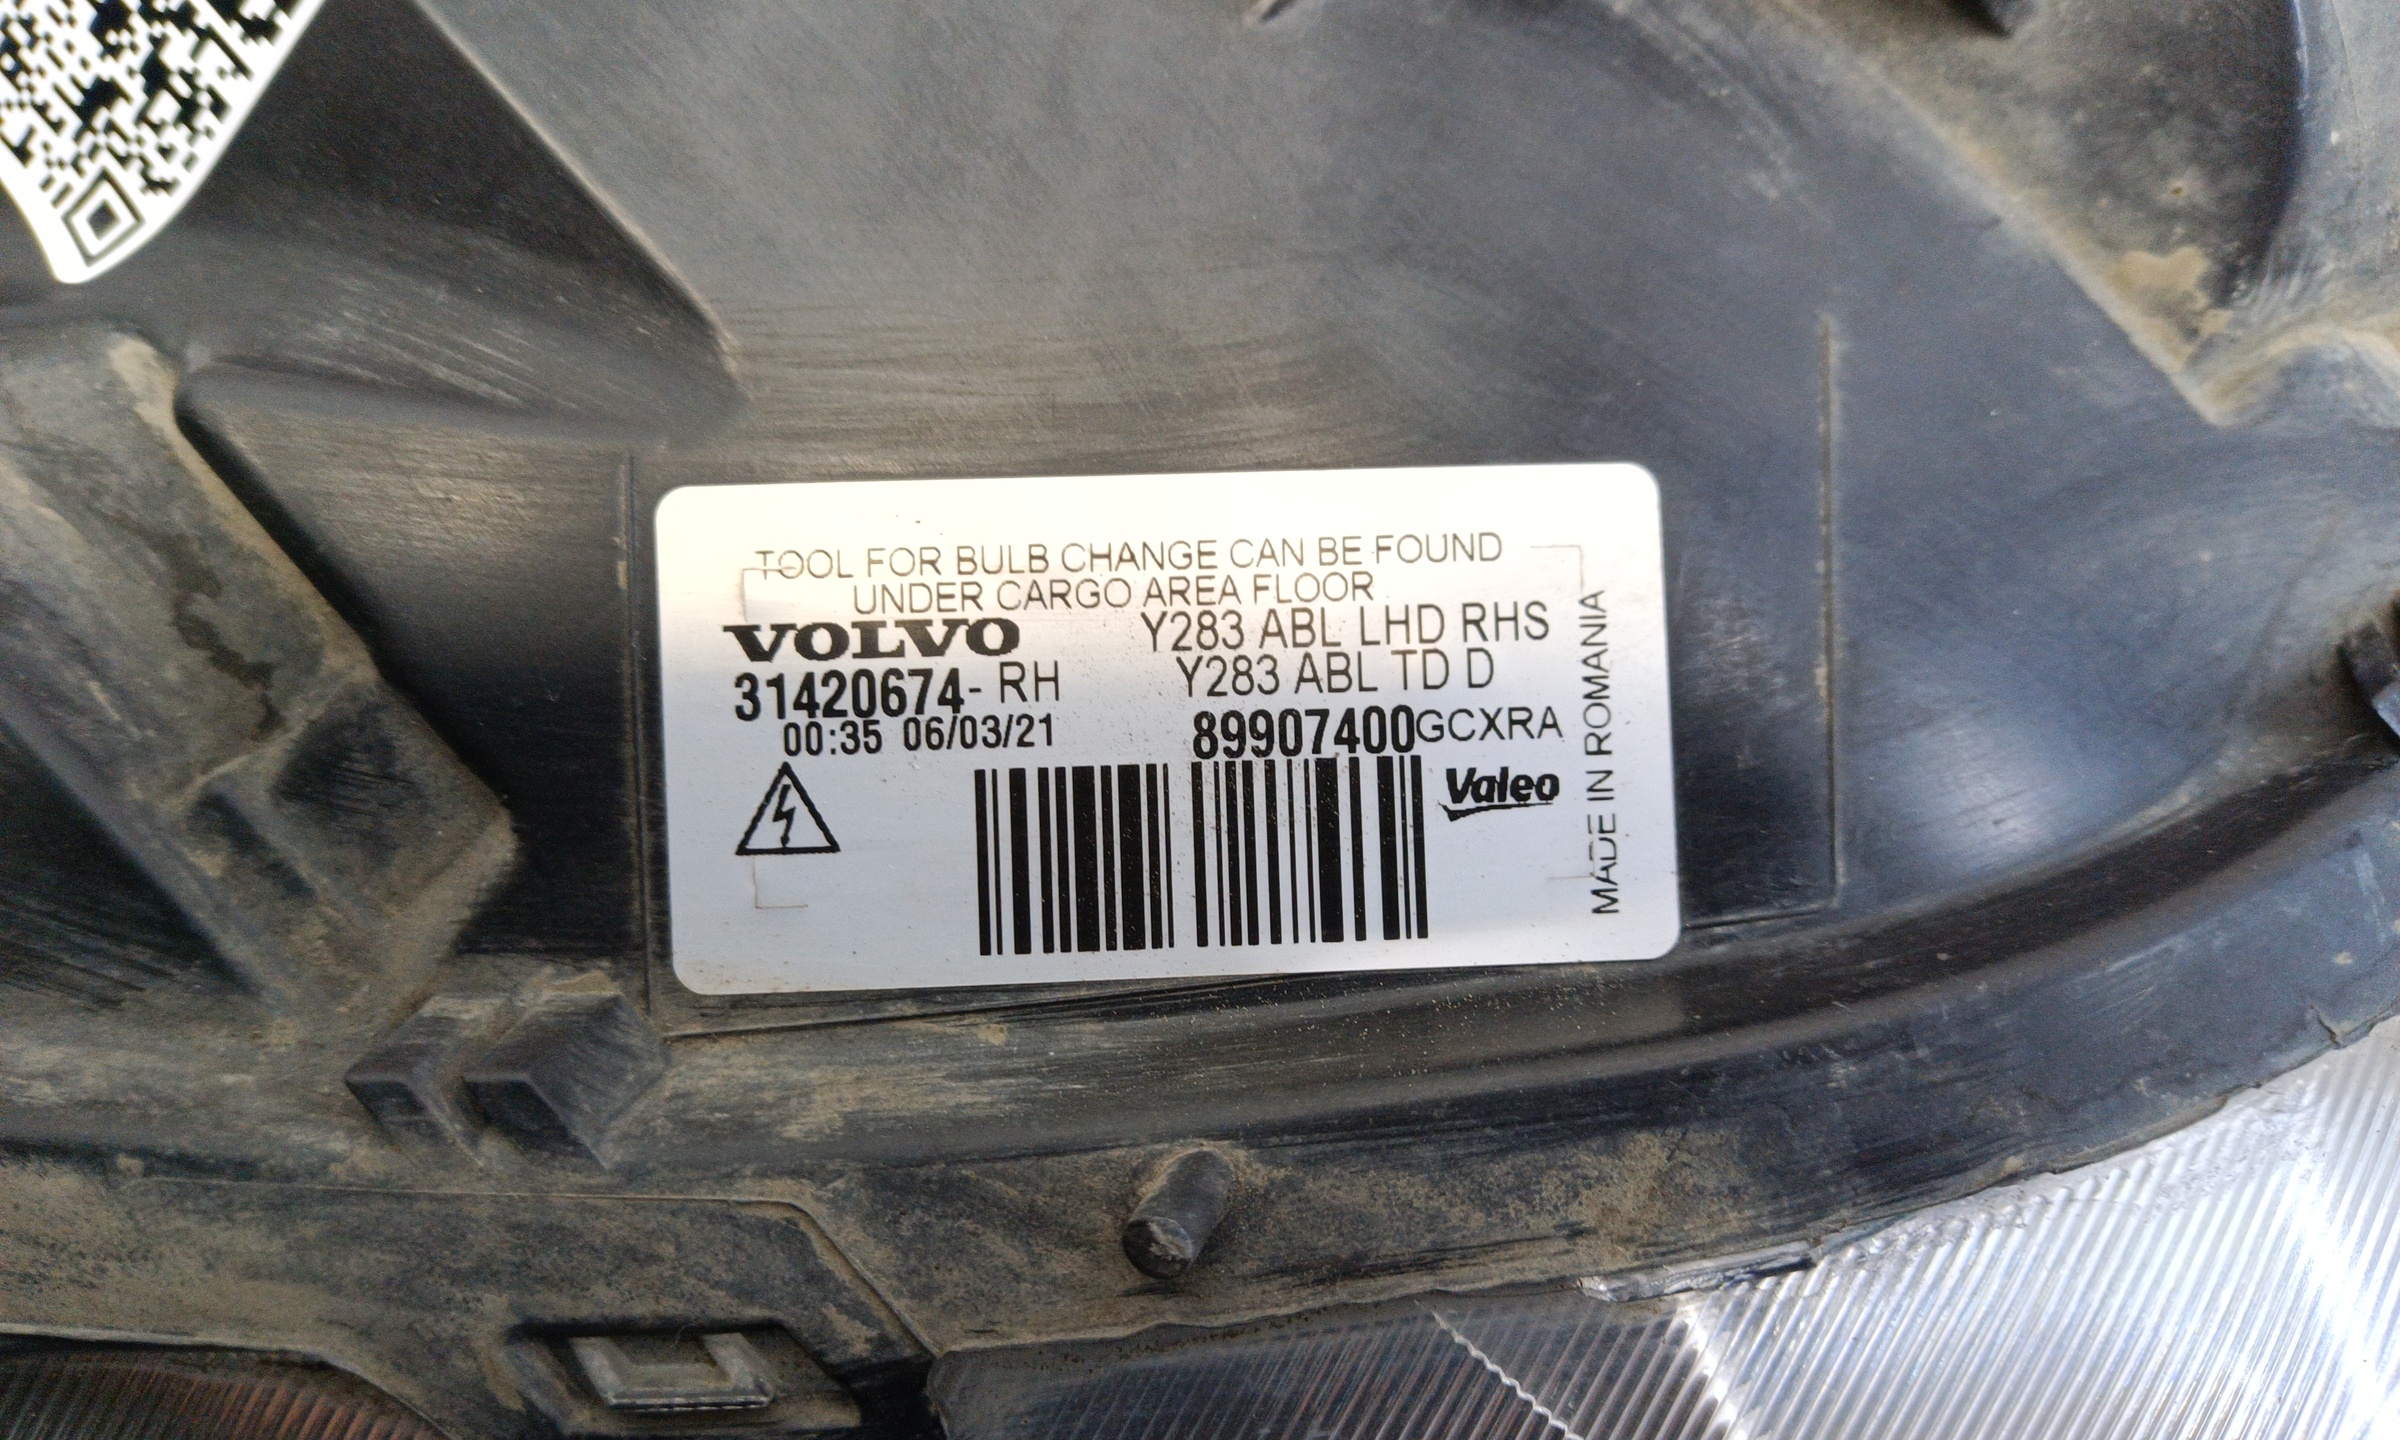 TOOL FOR BULB CHANGE CAN BE FOUND
UNDER CARGO AREA FLOOR
VOLVO
Y283 ABL LHD RHS
31420674- RH
Y283 ABL TD D
00:35 06/03/21
89907400GCXRA
Valeo
MADE IN ROMANIA